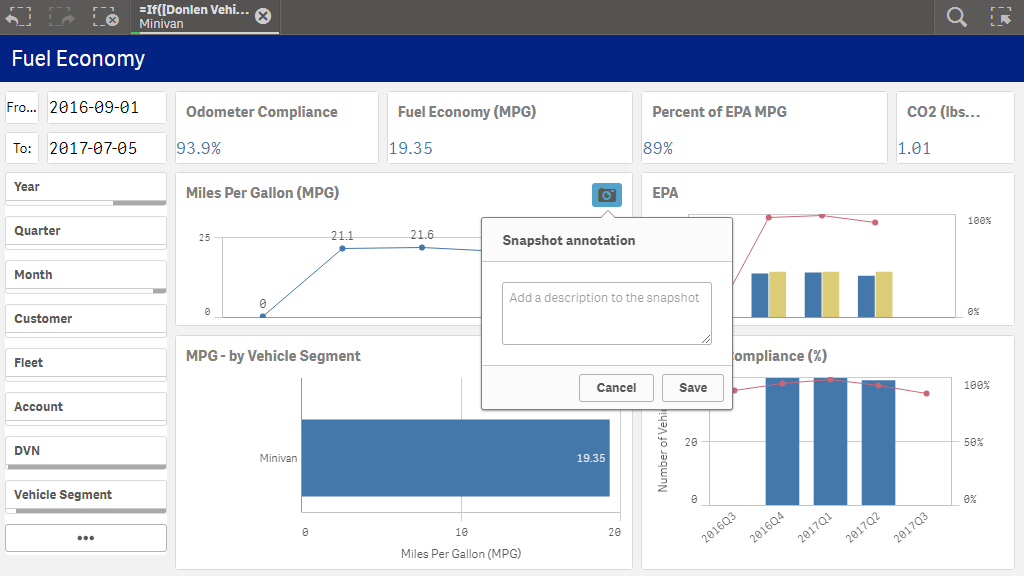 =If([Donlen Vehi...
Minivan
Fuel Economy
Fro...
2016-09-01
To:
2017-07-05
Odometer Compliance
93.9%
Fuel Economy (MPG)
19.35
Percent of EPA MPG
89%
CO2 (lbs...
1.01
Year
Quarter
Month
Customer
Fleet
Account
DVN
Vehicle Segment
•••
Miles Per Gallon (MPG)
25
0
0
21.1
21.6
EPA
100%
0%
Snapshot annotation
Add a description to the snapshot
Cancel
Save
MPG - by Vehicle Segment
Minivan
19.35
0
10
20
Miles Per Gallon (MPG)
ompliance (%)
Number of Vehi
20
0
100%
50%
0%
2016Q3
2016Q4
2017Q1
2017Q2
2017Q3